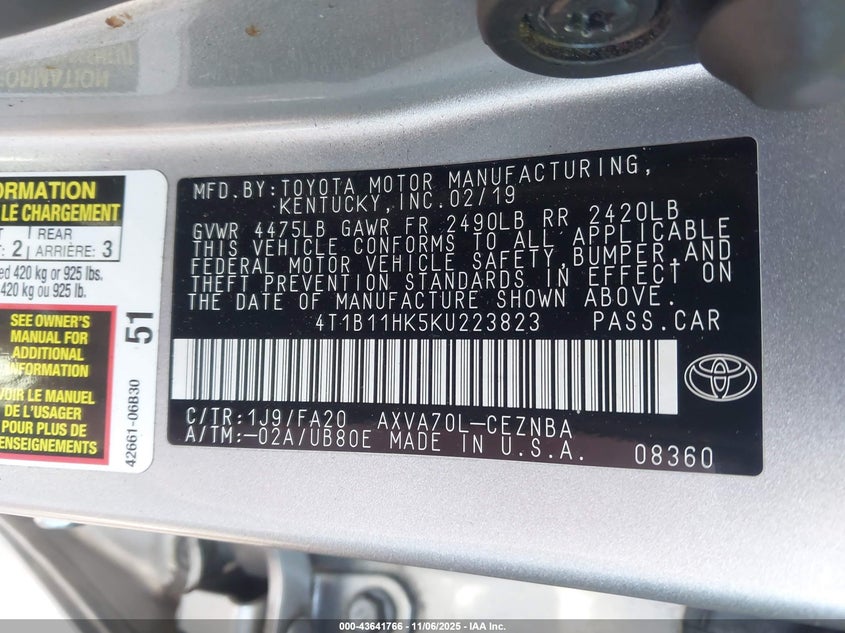 ORMATION
LE CHARGEMENT
REAR
2 ARRIÈRE: 3
ed 420 kg or 925 lbs.
420 kg ou 925 lb.
SEE OWNER'S
MANUAL FOR
ADDITIONAL
INFORMATION
VOIR LE MANUEL
DE L'USAGER
POUR PLUS DE
RENSEIGNEMENTS
51
42661-06B30
MFD.BY:TOYOTA MOTOR MANUFACTURING,
KENTUCKY,INC.02/19
GVWR 4475LB GAWR FR 2490LB RR 2420LB
THIS VEHICLE CONFORMS TO ALL APPLICABLE
FEDERAL MOTOR VEHICLE SAFETY,BUMPER,AND
THEFT PREVENTION STANDARDS IN EFFECT ON
THE DATE OF MANUFACTURE SHOWN ABOVE.
4T1B11HK5KU223823 PASS.CAR
C/TR:1J9/FA20 AXVA70L-CEZNBA
A/TM:-02A/UB80E MADE IN U.S.A. 08360
000-43641766 - 11/06/2025 - IAA Inc.